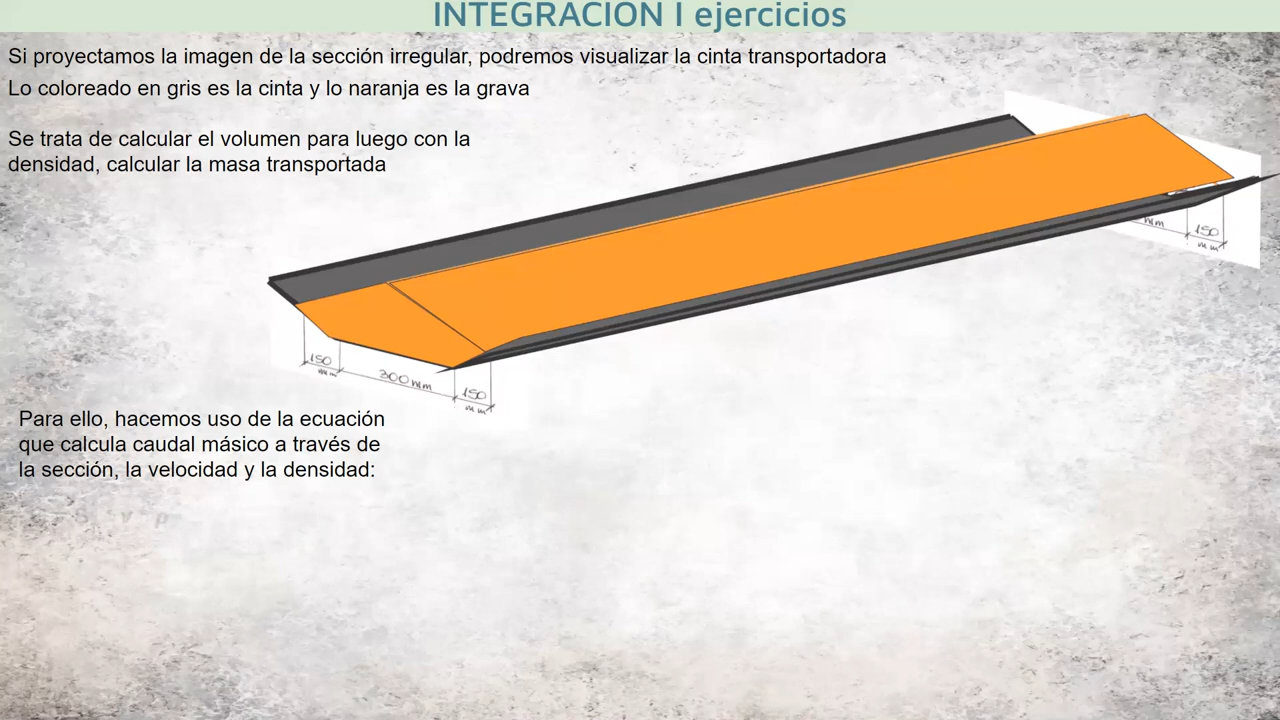 INTEGRACION I ejercicios
Si proyectamos la imagen de la sección irregular, podremos visualizar la cinta transportadora
Lo coloreado en gris es la cinta y lo naranja es la grava
Se trata de calcular el volumen para luego con la
densidad, calcular la masa transportada
mm
150
mm
150
mm
300 mm
150
mm
Para ello, hacemos uso de la ecuación
que calcula caudal másico a través de
la sección, la velocidad y la densidad: